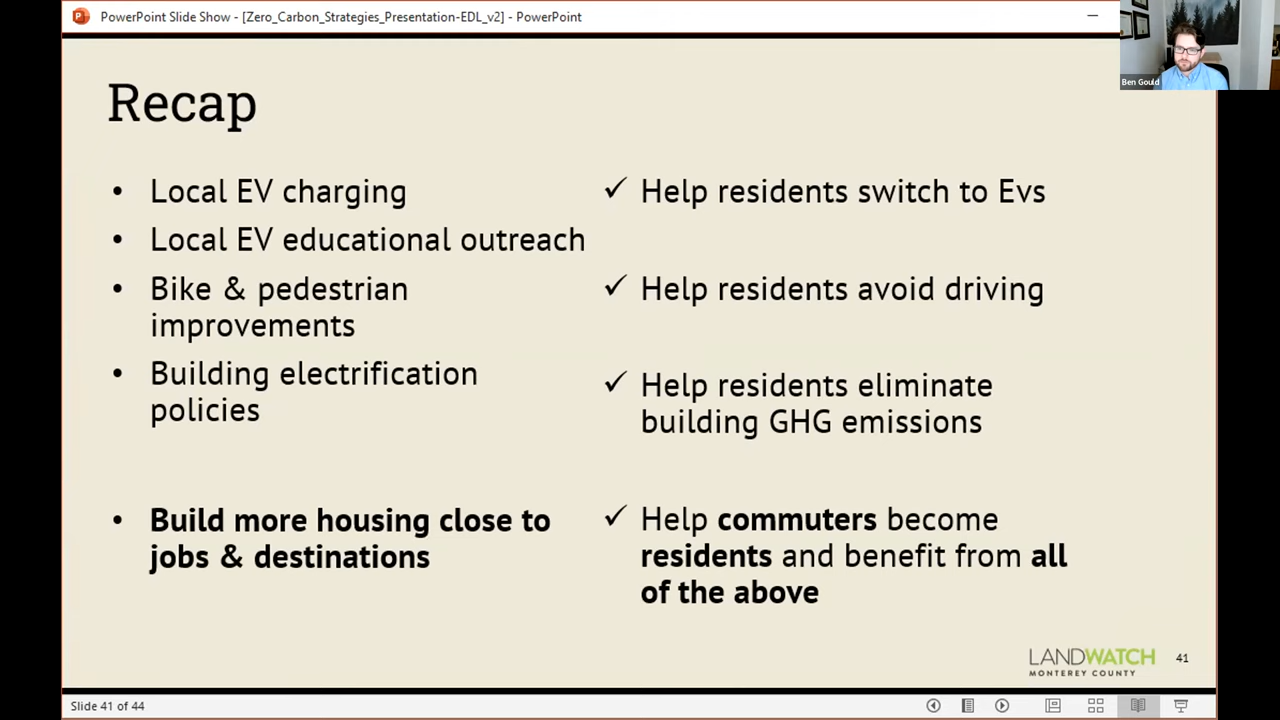 PowerPoint Slide Show - [Zero_Carbon_Strategies_Presentation-EDL_v2] - PowerPoint
Ben Gould
Recap
• Local EV charging
• Local EV educational outreach
• Bike & pedestrian
improvements
• Building electrification
policies
• Build more housing close to
jobs & destinations
✓ Help residents switch to Evs
✓ Help residents avoid driving
✓ Help residents eliminate
building GHG emissions
✓ Help commuters become
residents and benefit from all
of the above
LANDWATCH
MONTEREY COUNTY
41
Slide 41 of 44